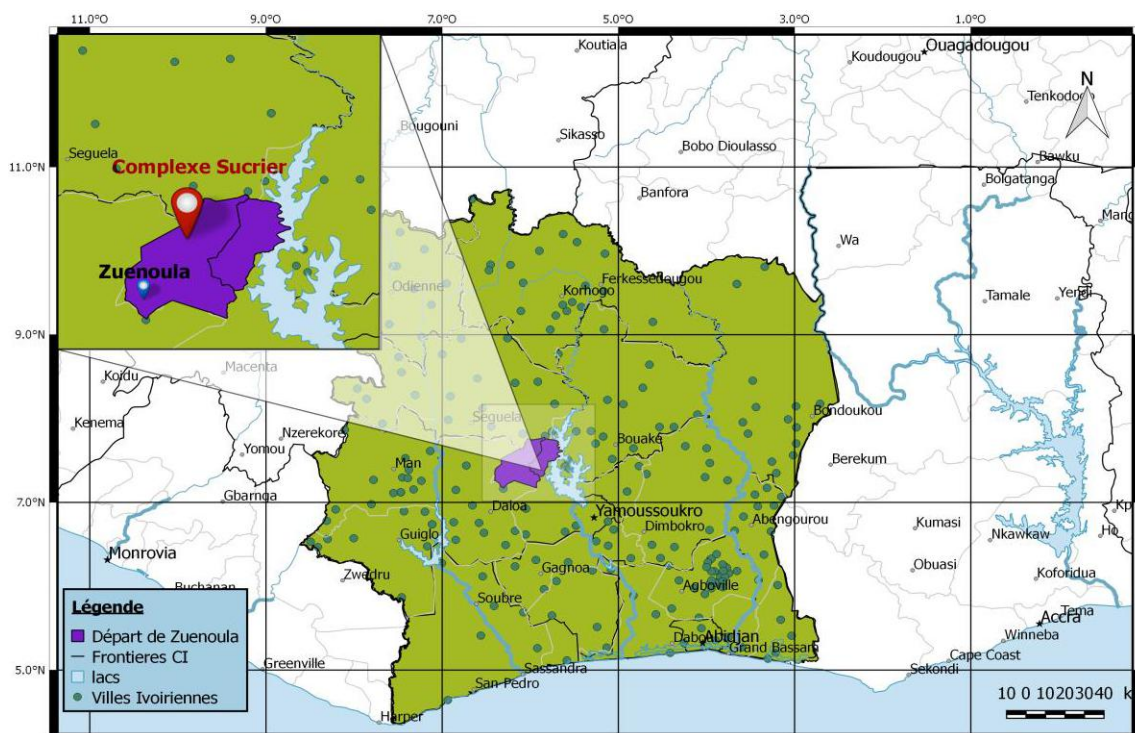 11.0°O
9.0°O
7.0°O
5.0°O
3.0°O
1.0°O
11.0°N
9.0°N
7.0°N
5.0°N
Seguela
Complexe Sucrier
Zuenoula
Koutiala
Koudougou
Ouagadougou
N
Tenkodogo
Bougouni
Sikasso
Bobo Dioulasso
Bawku
Bolgatanga
Banfora
Wa
Odienne
Ferkessedougou
Korhogo
Tamale
Yendi
Macenta
Koidu
Kenema
Nzerekore
Yomou
Seguela
Bouake
Bondoukou
Berekum
Man
Gbarnga
Daloa
Yamoussoukro
Dimbokro
Abengourou
Kumasi
Nkawkaw
Ho
Guiglo
Monrovia
Gagnoa
Obuasi
Koforidua
Buchanan
Zwedru
Agboville
Soubre
Tema
Accra
Abidjan
Grand Bassam
Winneba
Greenville
Sassandra
Cape Coast
Sekondi
San-Pedro
Harper
Légende
Départ de Zuenoula
Frontieres CI
lacs
Villes Ivoiriennes
10 0 10203040 k